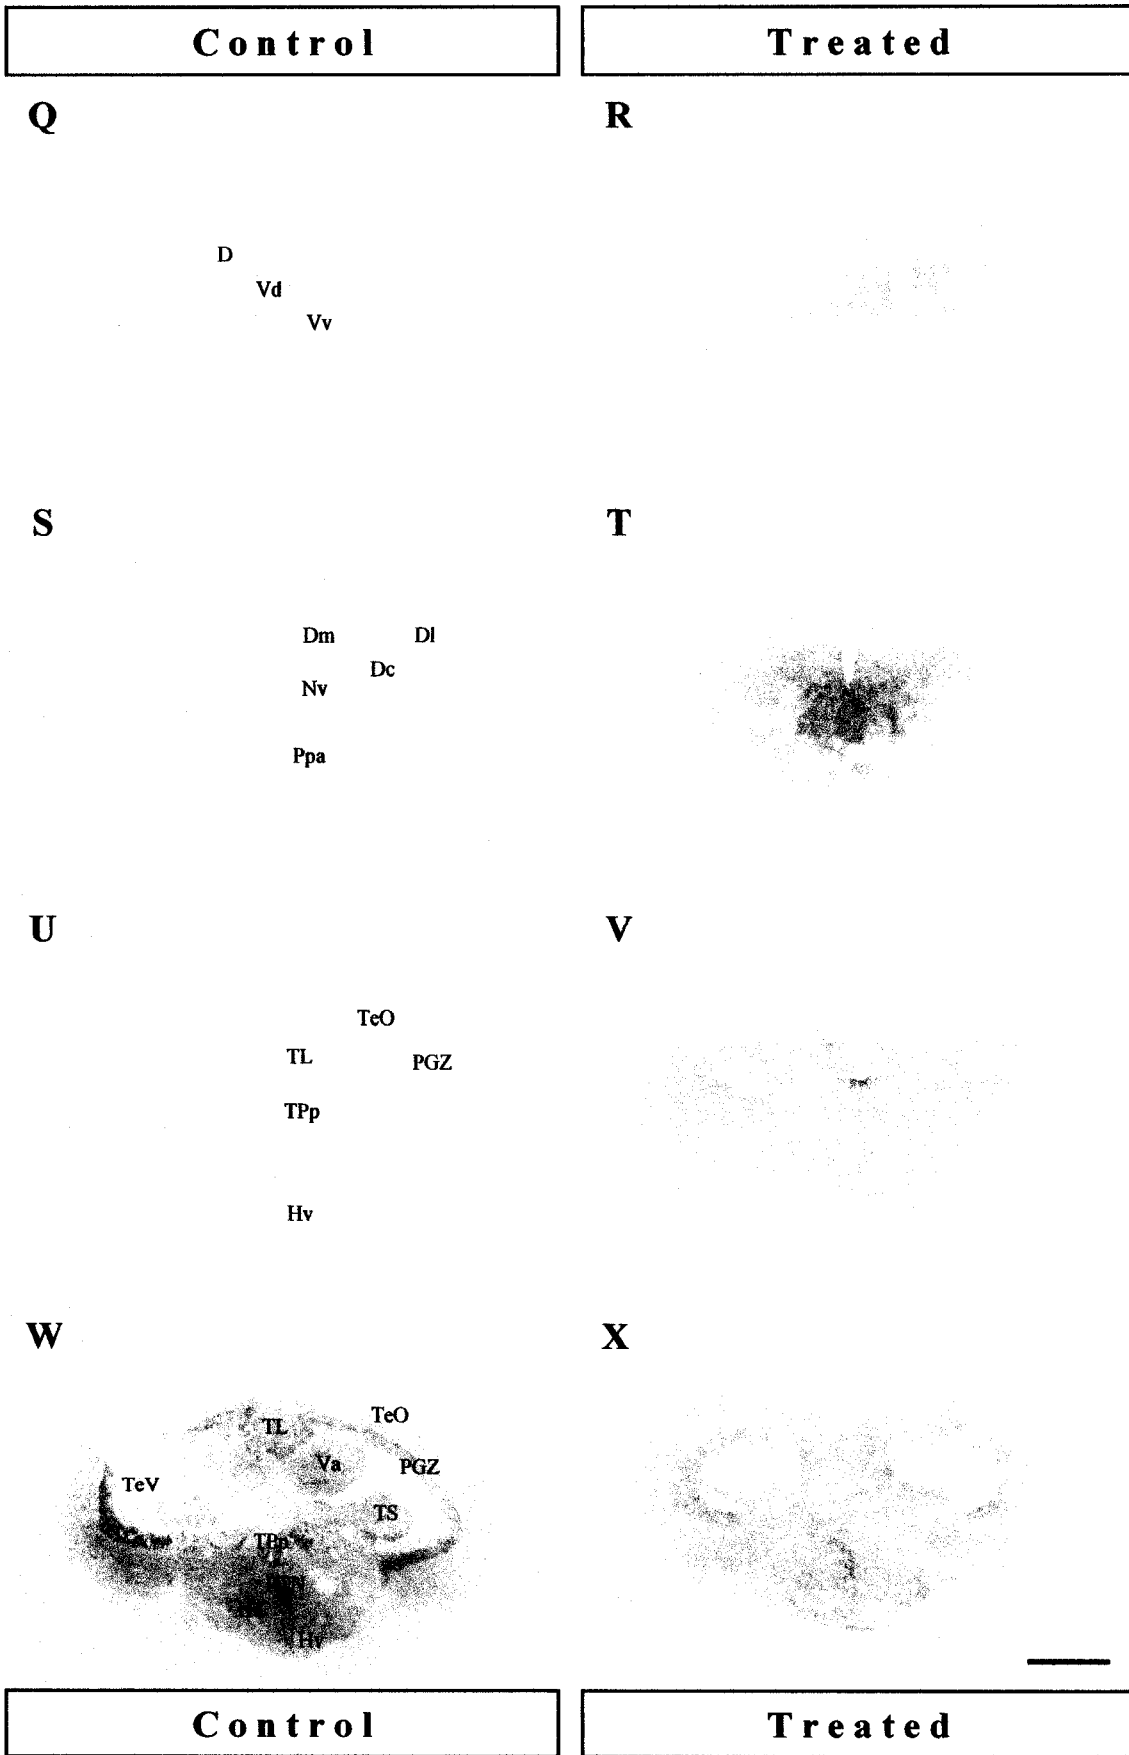 Control Treated
Q R
D
Vd
Vv
S T
Dm Dl
Dc
Nv
Ppa
U V
TeO
TL PGZ
TPp
Hv
W X
TeO
TL
Va PGZ
TeV
TS
TPp
Hv
Control Treated